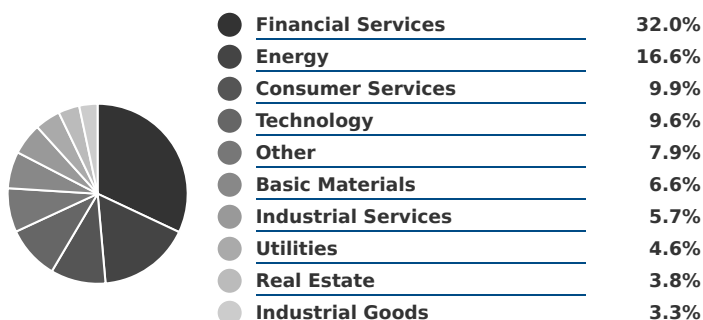 Financial Services 32.0%
Energy 16.6%
Consumer Services 9.9%
Technology 9.6%
Other 7.9%
Basic Materials 6.6%
Industrial Services 5.7%
Utilities 4.6%
Real Estate 3.8%
Industrial Goods 3.3%